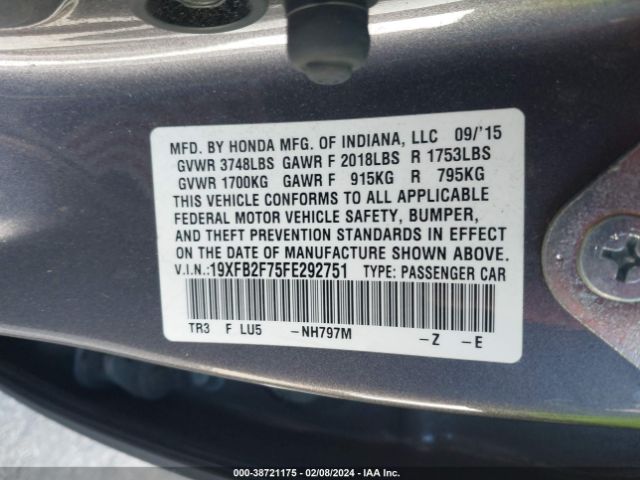 MFD. BY HONDA MFG. OF INDIANA, LLC 09/'15
GVWR 3748LBS GAWR F 2018LBS R 1753LBS
GVWR 1700KG GAWR F 915KG R 795KG
THIS VEHICLE CONFORMS TO ALL APPLICABLE
FEDERAL MOTOR VEHICLE SAFETY, BUMPER,
AND THEFT PREVENTION STANDARDS IN EFFECT
ON THE DATE OF MANUFACTURE SHOWN ABOVE.
V.I.N.:19XFB2F75FE292751 TYPE: PASSENGER CAR
TR3 F LU5 -NH797M -Z -E
© - 38721175 - 02/08/2024 - IAA Inc.